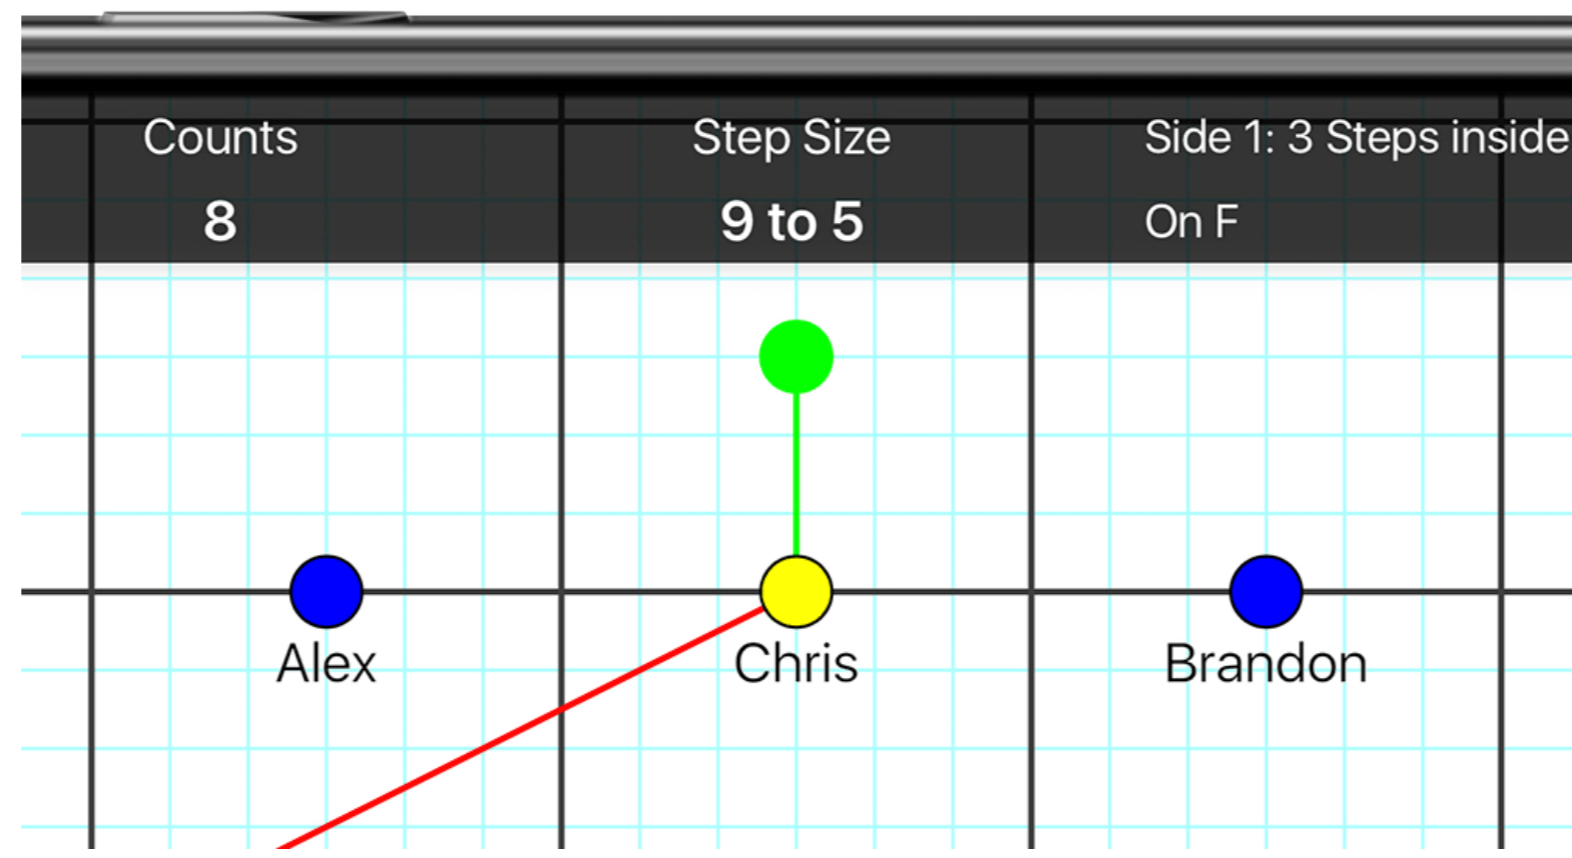 Counts
Step Size
Side 1: 3 Steps inside
8
9 to 5
On F
Alex
Chris
Brandon